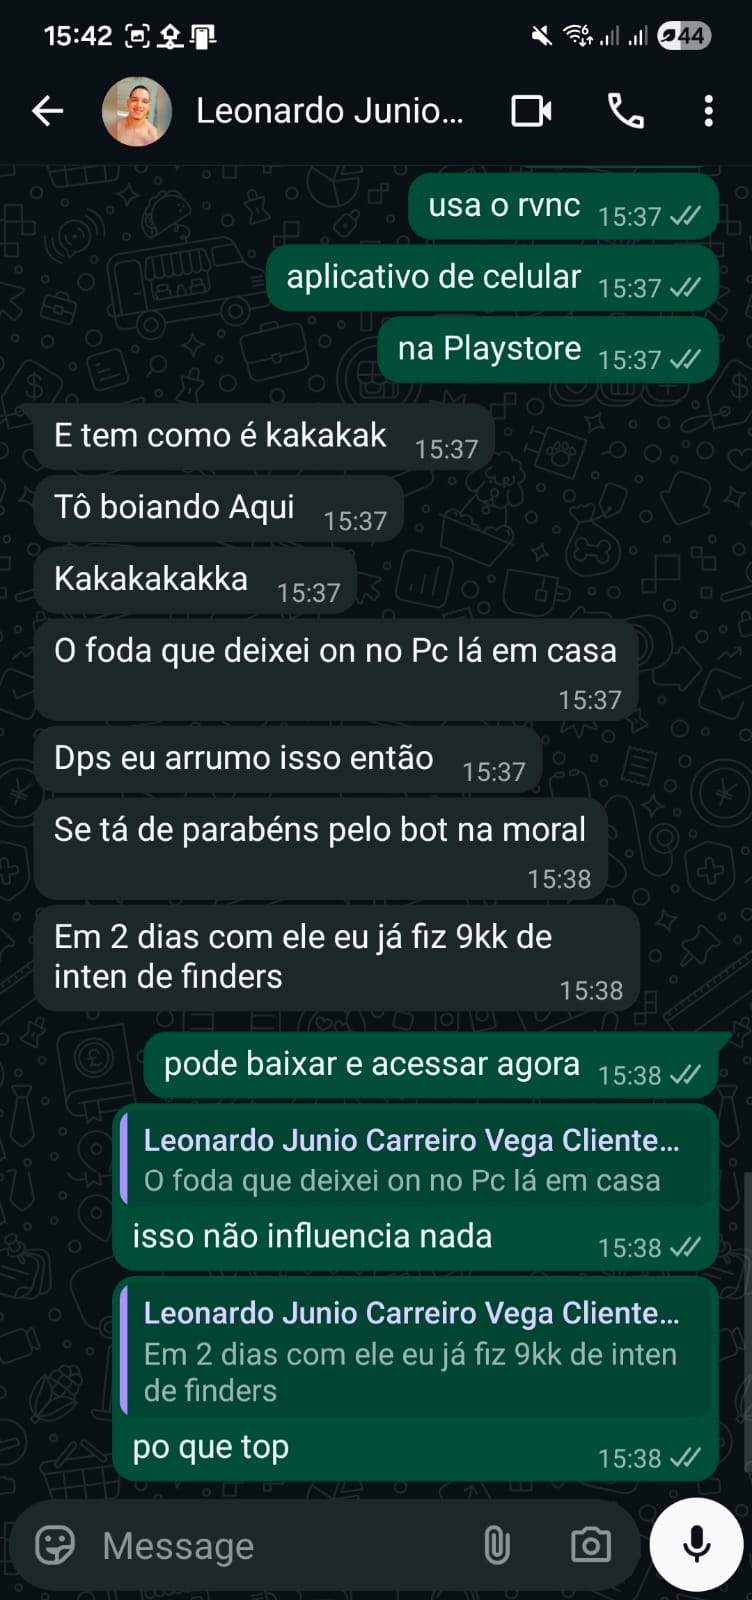 15:42
44
Leonardo Junio...
usa o rvnc 15:37
aplicativo de celular 15:37
na Playstore 15:37
E tem como é kakakak 15:37
Tô boiando Aqui 15:37
Kakakakakka 15:37
O foda que deixei on no Pc lá em casa
15:37
Dps eu arrumo isso então 15:37
Se tá de parabéns pelo bot na moral
15:38
Em 2 dias com ele eu já fiz 9kk de
inten de finders 15:38
pode baixar e acessar agora 15:38
Leonardo Junio Carreiro Vega Cliente...
O foda que deixei on no Pc lá em casa
isso não influencia nada 15:38
Leonardo Junio Carreiro Vega Cliente...
Em 2 dias com ele eu já fiz 9kk de inten
de finders
po que top 15:38
Message